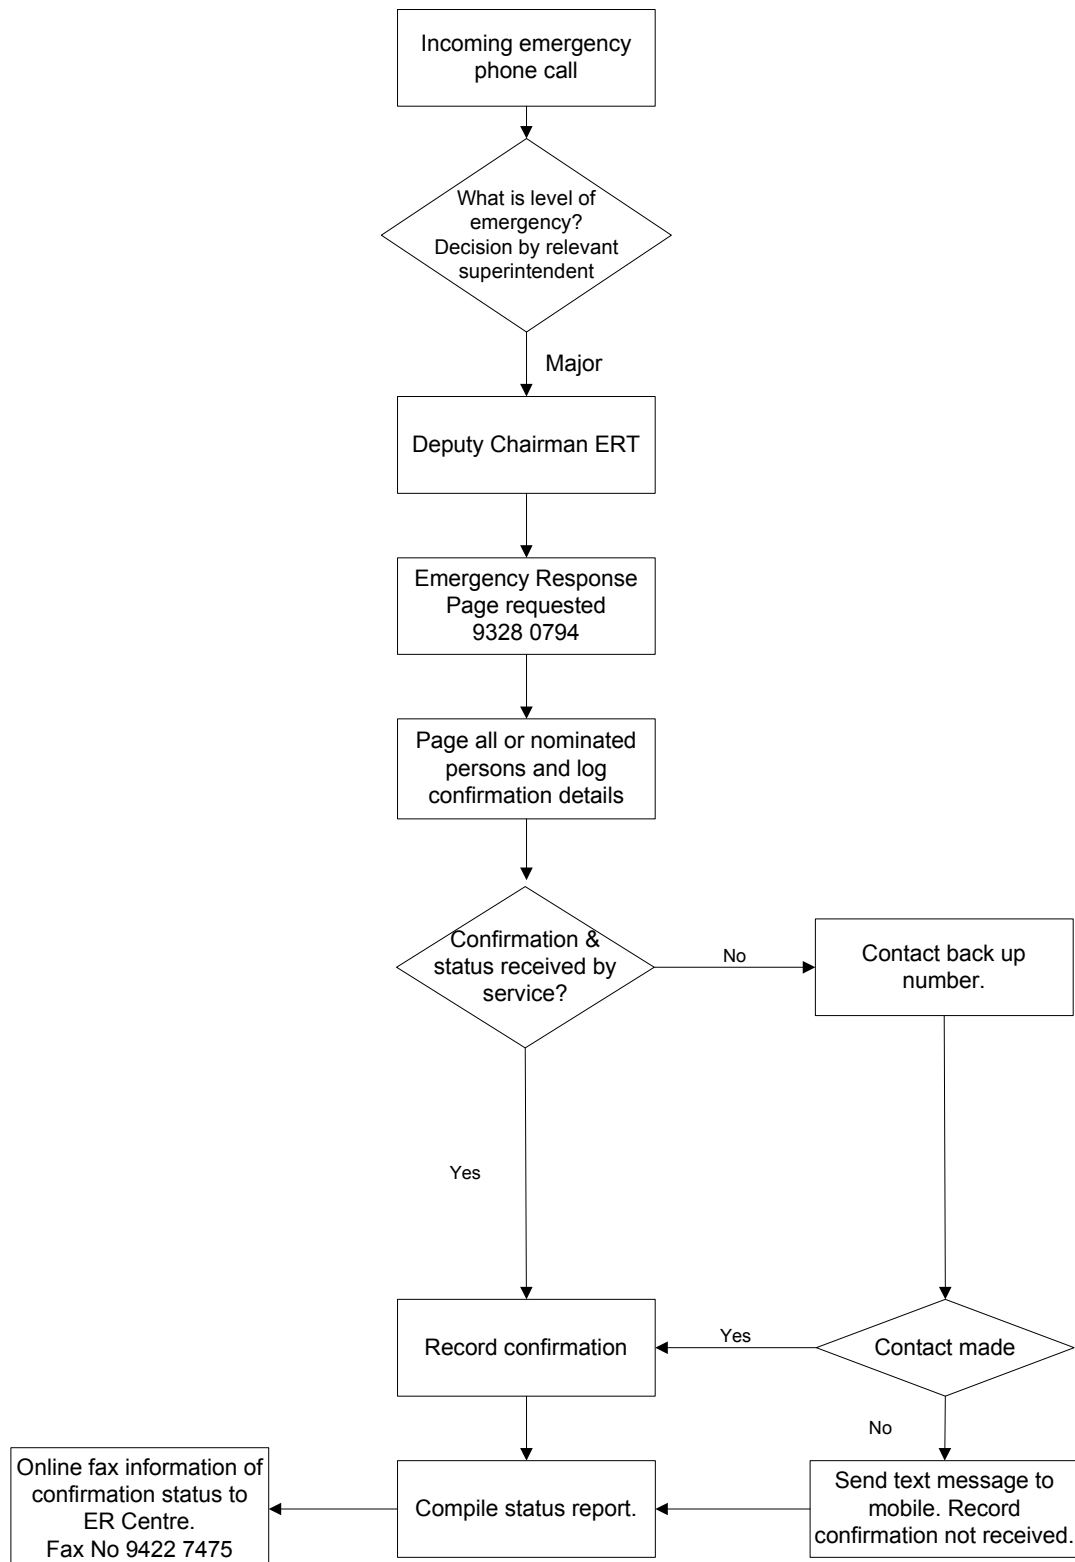 Incoming emergency
phone call
What is level of
emergency?
Decision by relevant
superintendent
Major
Deputy Chairman ERT
Emergency Response
Page requested
9328 0794
Page all or nominated
persons and log
confirmation details
Confirmation &
status received by
service?
No
Contact back up
number.
Yes
Record confirmation
Yes
Contact made
No
Online fax information of
confirmation status to
ER Centre.
Fax No 9422 7475
Compile status report.
Send text message to
mobile. Record
confirmation not received.